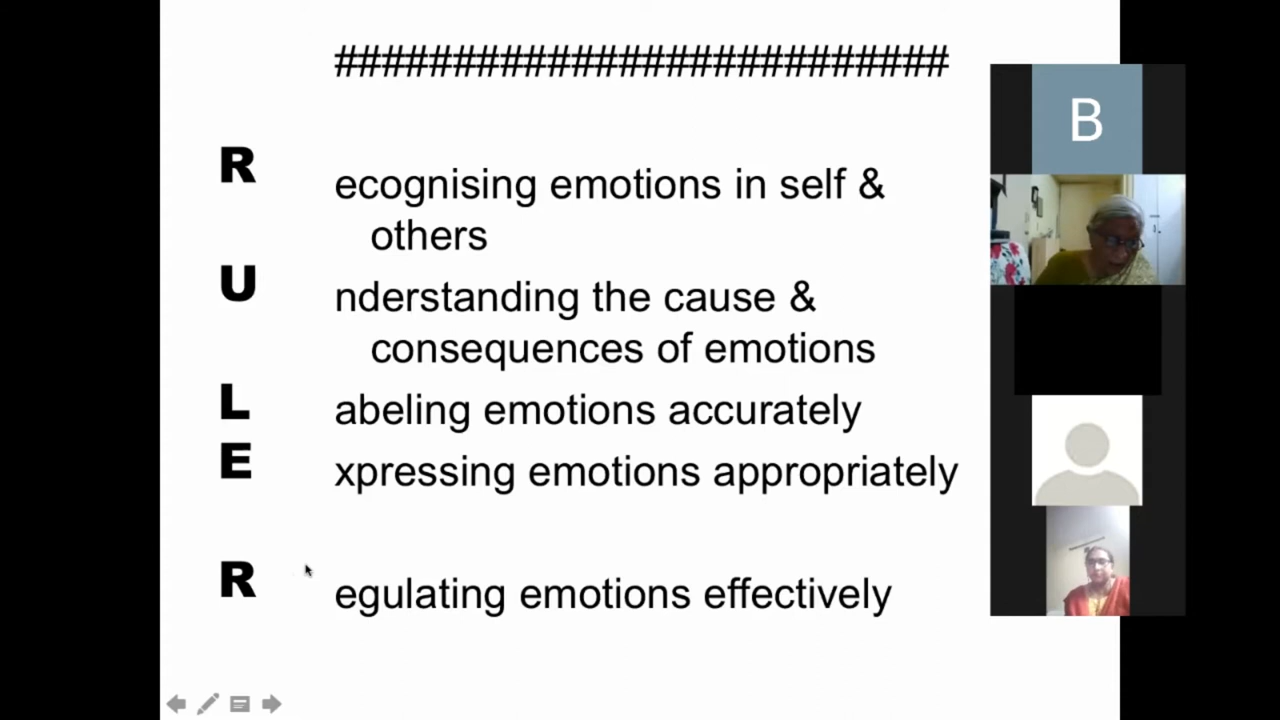 ##########################
R ecognising emotions in self &
others
U nderstanding the cause &
consequences of emotions
L abeling emotions accurately
E xpressing emotions appropriately
R egulating emotions effectively
B